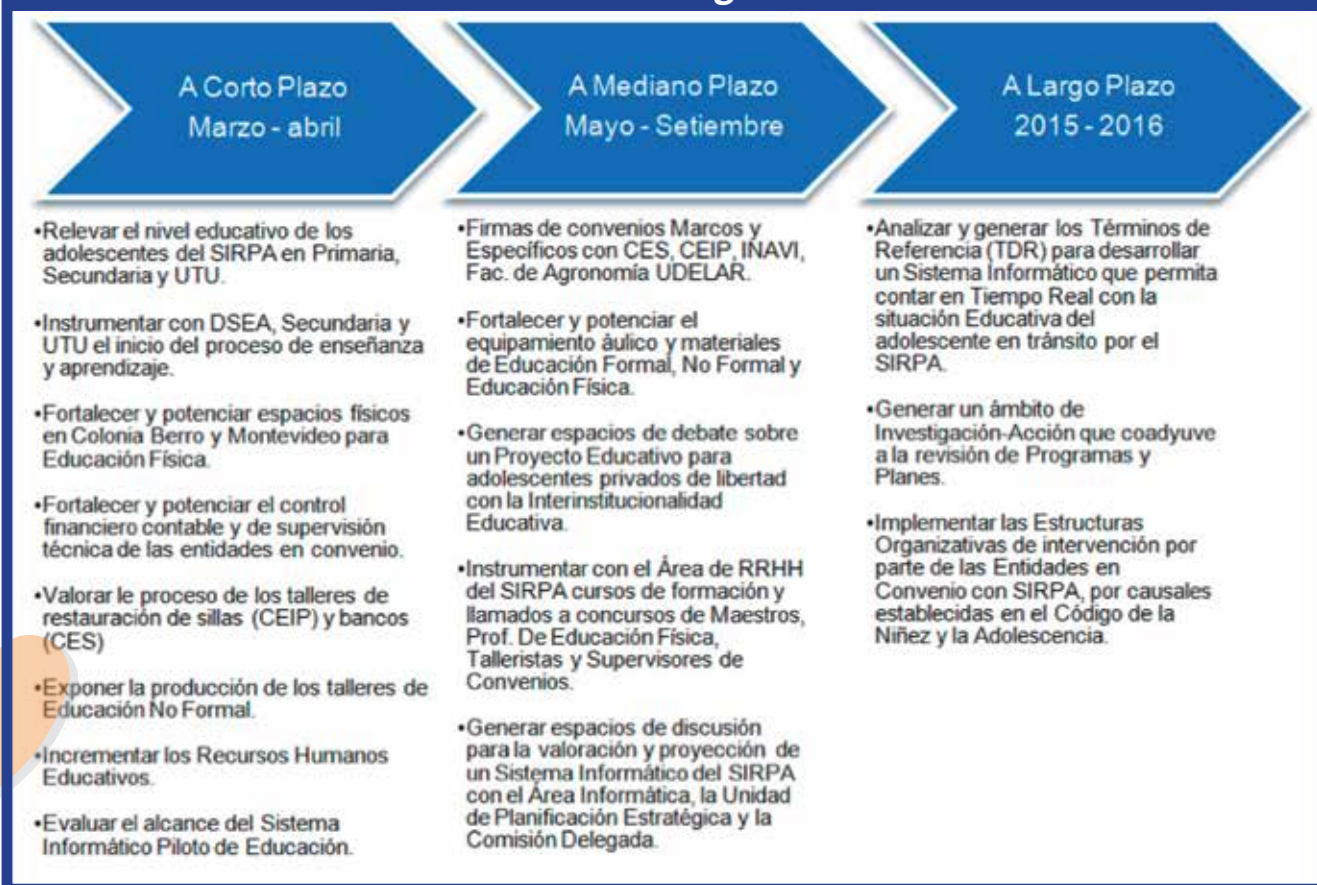 A Corto Plazo
Marzo - abril
•Relevar el nivel educativo de los
adolescentes del SIRPA en Primaria,
Secundaria y UTU.
•Instrumentar con DSEA, Secundaria y
UTU el inicio del proceso de enseñanza
y aprendizaje.
•Fortalecer y potenciar espacios físicos
en Colonia Berro y Montevideo para
Educación Física.
•Fortalecer y potenciar el control
financiero contable y de supervisión
técnica de las entidades en convenio.
•Valorar le proceso de los talleres de
restauración de sillas (CEIP) y bancos
(CES)
•Exponer la producción de los talleres de
Educación No Formal.
•Incrementar los Recursos Humanos
Educativos.
•Evaluar el alcance del Sistema
Informático Piloto de Educación.
A Mediano Plazo
Mayo - Setiembre
•Firmas de convenios Marcos y
Específicos con CES, CEIP, INAVI,
Fac. de Agronomía UDELAR.
•Fortalecer y potenciar el
equipamiento áulico y materiales
de Educación Formal, No Formal y
Educación Física.
•Generar espacios de debate sobre
un Proyecto Educativo para
adolescentes privados de libertad
con la Interinstitucionalidad
Educativa.
•Instrumentar con el Área de RRHH
del SIRPA cursos de formación y
llamados a concursos de Maestros,
Prof. De Educación Física,
Talleristas y Supervisores de
Convenios.
•Generar espacios de discusión
para la valoración y proyección de
un Sistema Informático del SIRPA
con el Área Informática, la Unidad
de Planificación Estratégica y la
Comisión Delegada.
A Largo Plazo
2015 - 2016
•Analizar y generar los Términos de
Referencia (TDR) para desarrollar
un Sistema Informático que permita
contar en Tiempo Real con la
situación Educativa del
adolescente en tránsito por el
SIRPA.
•Generar un ámbito de
Investigación-Acción que coadyuve
a la revisión de Programas y
Planes.
•Implementar las Estructuras
Organizativas de intervención por
parte de las Entidades en
Convenio con SIRPA, por causales
establecidas en el Código de la
Niñez y la Adolescencia.